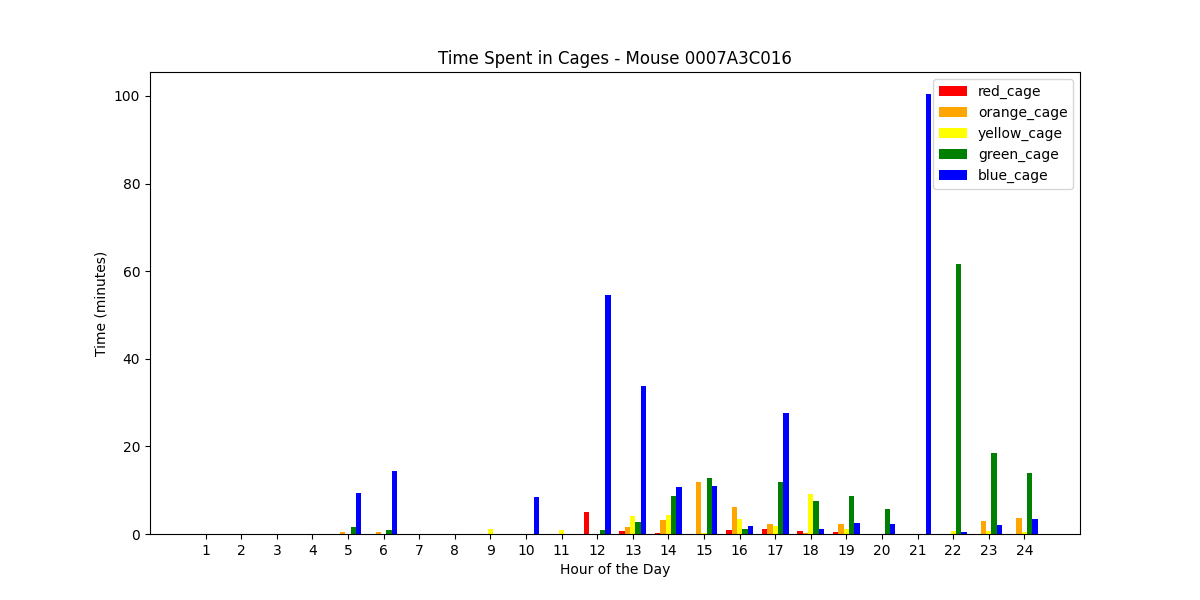 Time Spent in Cages - Mouse 0007A3C016
red_cage
orange_cage
yellow_cage
green_cage
blue_cage
100
80
60
40
20
0
Time (minutes)
1 2 3 4 5 6 7 8 9 10 11 12 13 14 15 16 17 18 19 20 21 22 23 24
Hour of the Day